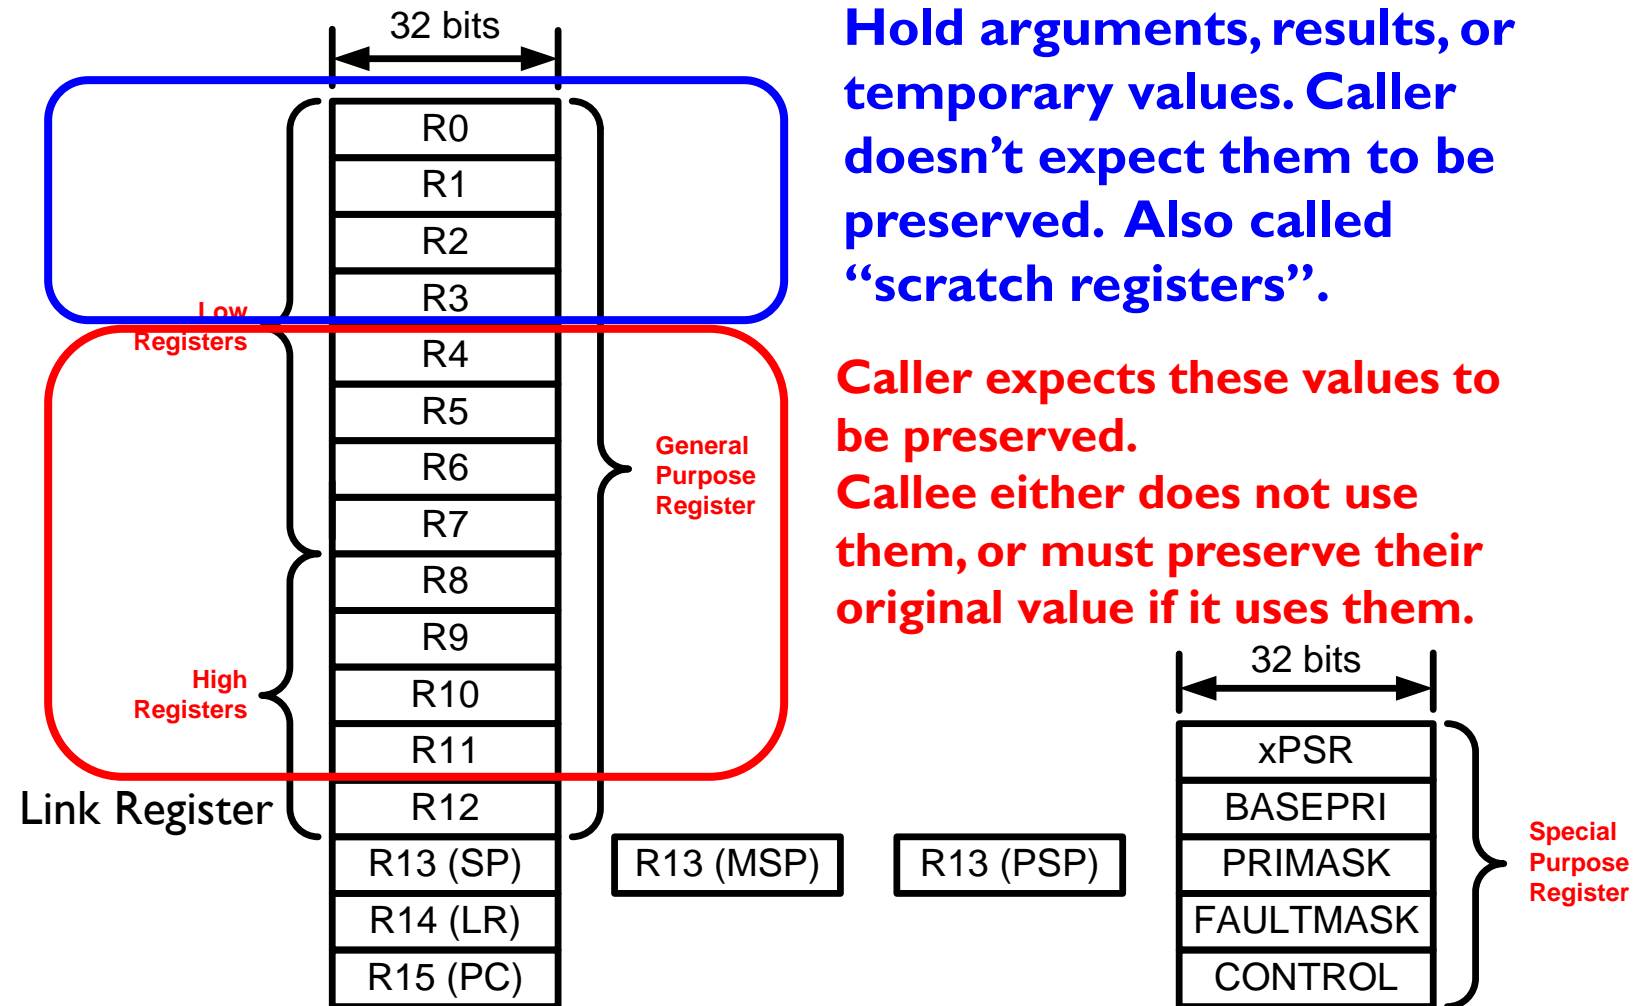 32 bits
R0
R1
R2
R3
R4
R5
R6
R7
R8
R9
R10
R11
R12
R13 (SP)
R14 (LR)
R15 (PC)
Low
Registers
High
Registers
Link Register
General
Purpose
Register
R13 (MSP)
R13 (PSP)
Hold arguments, results, or
temporary values. Caller
doesn’t expect them to be
preserved. Also called
“scratch registers”.
Caller expects these values to
be preserved.
Callee either does not use
them, or must preserve their
original value if it uses them.
32 bits
xPSR
BASEPRI
PRIMASK
FAULTMASK
CONTROL
Special
Purpose
Register